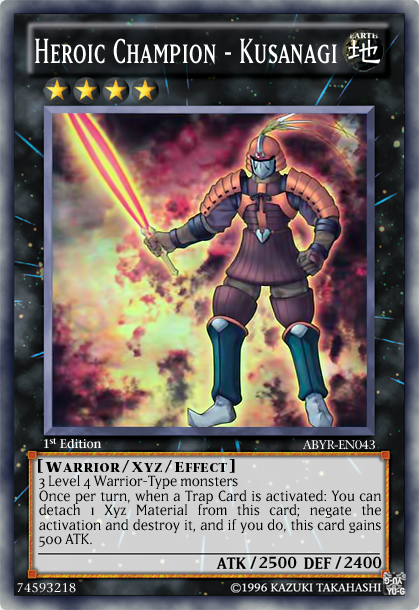 HEROIC CHAMPION - KUSANAGI
EARTH
地
1st Edition
ABYR-EN043
[WARRIOR/XYZ/EFFECT]
3 Level 4 Warrior-Type monsters
Once per turn, when a Trap Card is activated: You can
detach 1 Xyz Material from this card; negate the
activation and destroy it, and if you do, this card gains
500 ATK.
ATK/2500 DEF/2400
74593218
©1996 KAZUKI TAKAHASHI